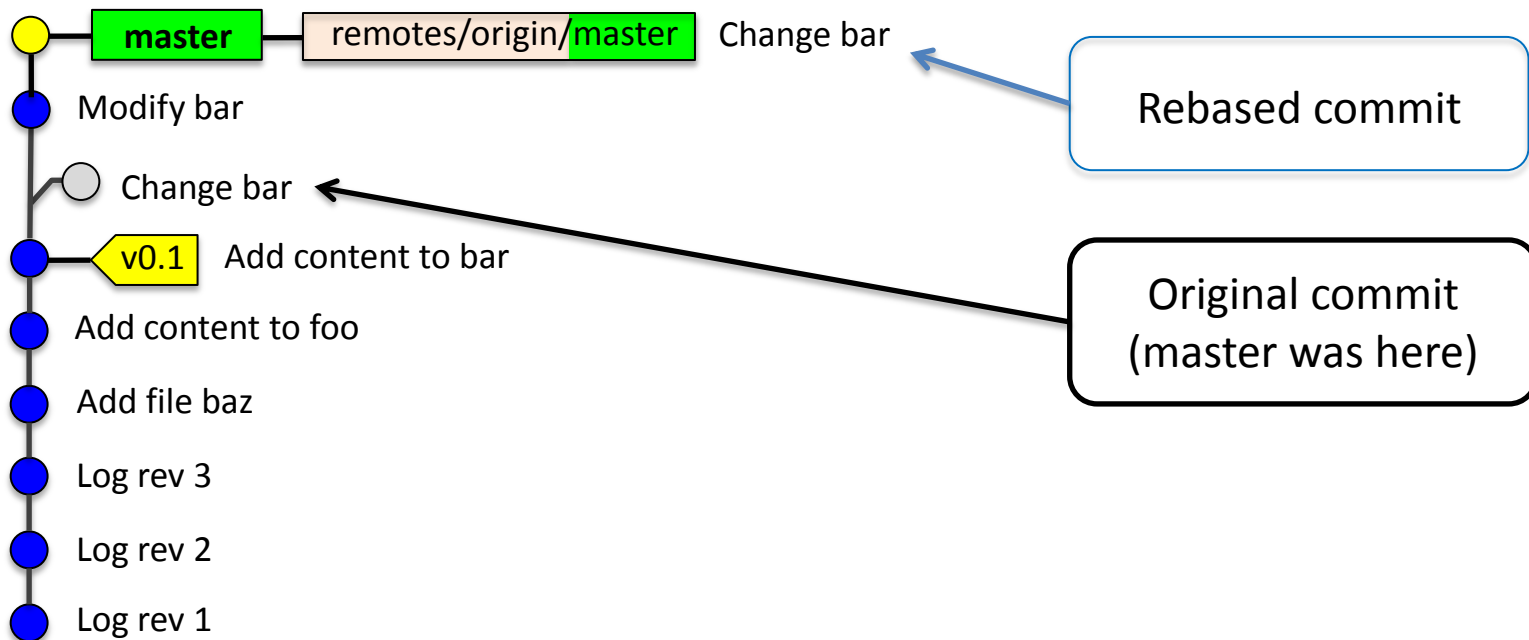 master remotes/origin/master Change bar
Rebased commit
Modify bar
Change bar
v0.1 Add content to bar
Original commit
(master was here)
Add content to foo
Add file baz
Log rev 3
Log rev 2
Log rev 1